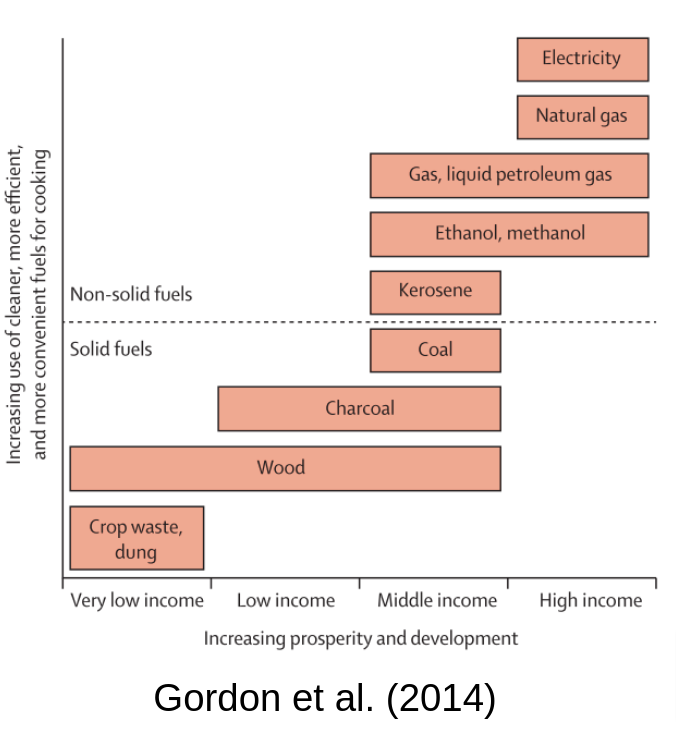 Increasing use of cleaner, more efficient,
and more convenient fuels for cooking
Electricity
Natural gas
Gas, liquid petroleum gas
Ethanol, methanol
Kerosene
Non-solid fuels
Solid fuels
Coal
Charcoal
Wood
Crop waste,
dung
Very low income
Low income
Middle income
High income
Increasing prosperity and development
Gordon et al. (2014)